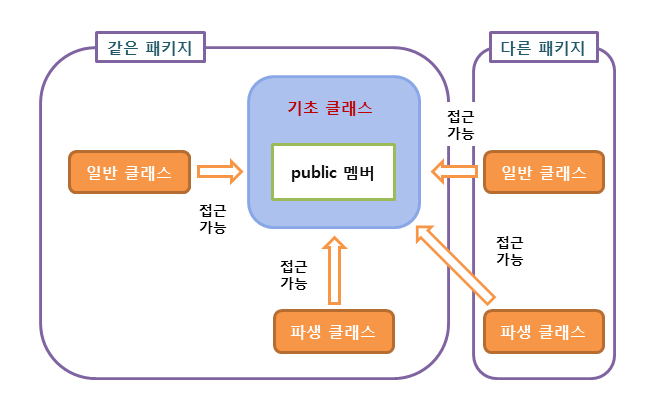 같은 패키지
다른 패키지
기초 클래스
public 멤버
일반 클래스
접근
가능
접근
가능
일반 클래스
접근
가능
접근
가능
파생 클래스
파생 클래스